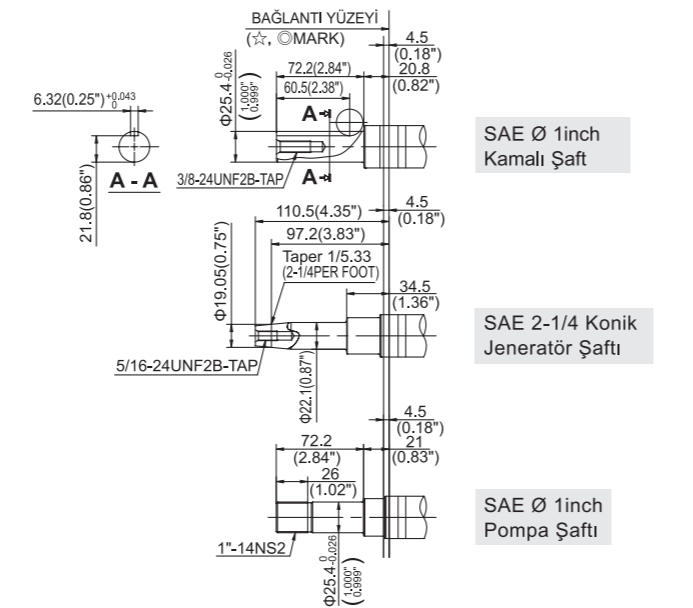 BAĞLANTI YÜZEYİ
(☆, ◎MARK)
4.5
(0.18")
72.2(2.84")
20.8
(0.82")
60.5(2.38")
6.32(0.25") +0.043 0
Φ25.4 0 -0.026
(1.000" 0.999")
A
A
21.8(0.86")
A - A
3/8-24UNF2B-TAP
SAE Ø 1inch
Kamalı Şaft
110.5(4.35")
4.5
(0.18")
97.2(3.83")
Taper 1/5.33
(2-1/4PER FOOT)
Φ19.05(0.75")
34.5
(1.36")
5/16-24UNF2B-TAP
Φ22.1(0.87")
SAE 2-1/4 Konik
Jeneratör Şaftı
4.5
(0.18")
72.2
(2.84")
21
(0.83")
26
(1.02")
1"-14NS2
Φ25.4 0 -0.026
(1.000" 0.999")
SAE Ø 1inch
Pompa Şaftı